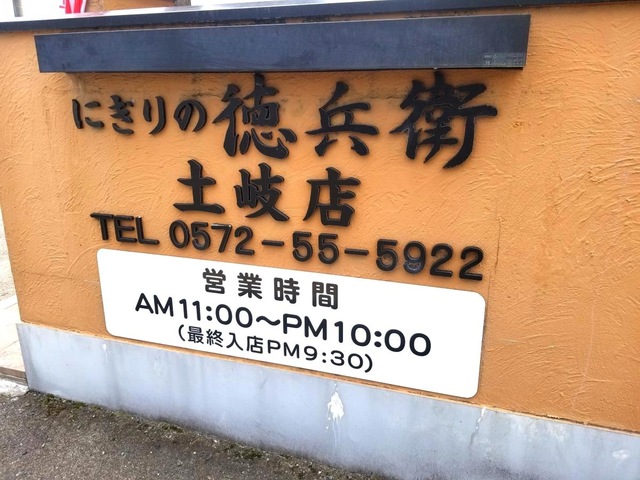 にぎりの徳兵衛
土岐店
TEL 0572-55-5922
営業時間
AM11:00～PM10:00
(最終入店PM9:30)